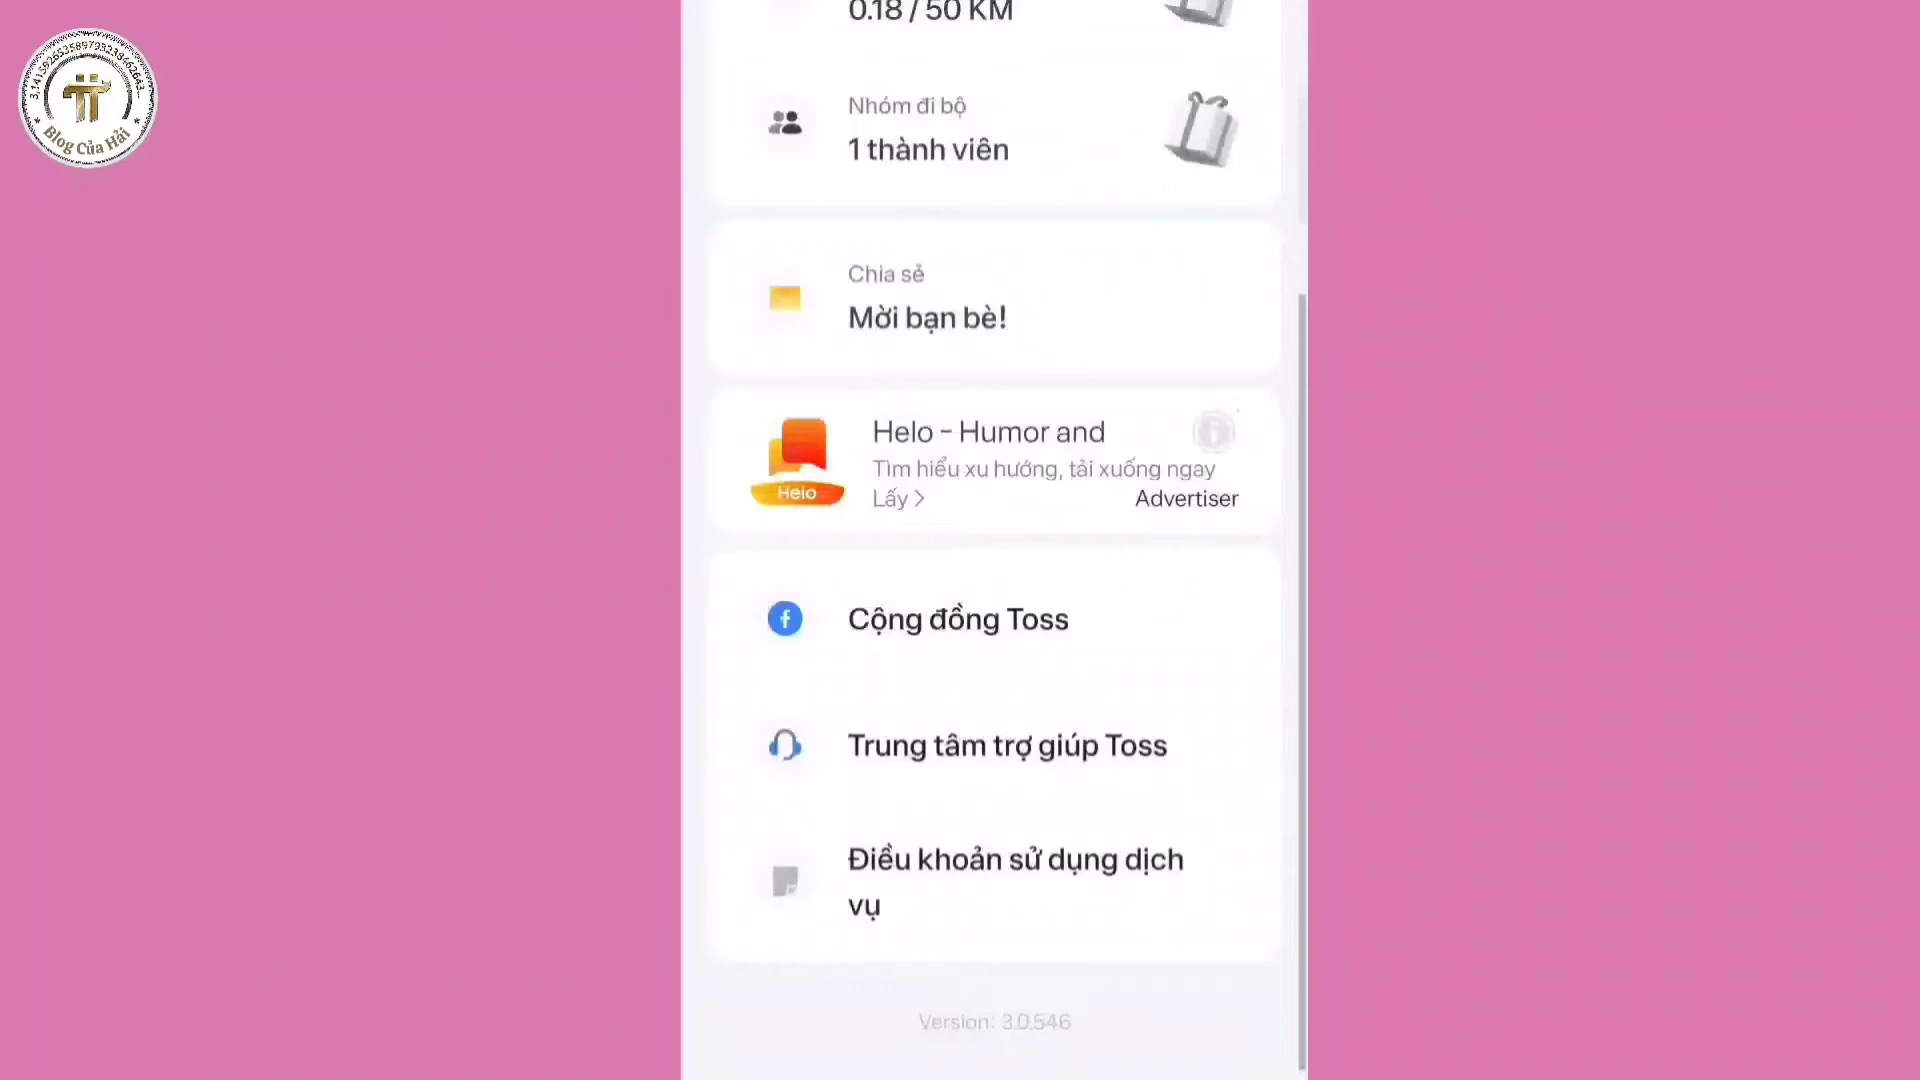 0.18 / 50 KM
Nhóm đi bộ
1 thành viên
Chia sẻ
Mời bạn bè!
Helo - Humor and
Tìm hiểu xu hướng, tải xuống ngay
Lấy >
Advertiser
Helo
Cộng đồng Toss
Trung tâm trợ giúp Toss
Điều khoản sử dụng dịch
vụ
Version: 3.0.546
3,141592653589793238462643...
Blog Của Hải